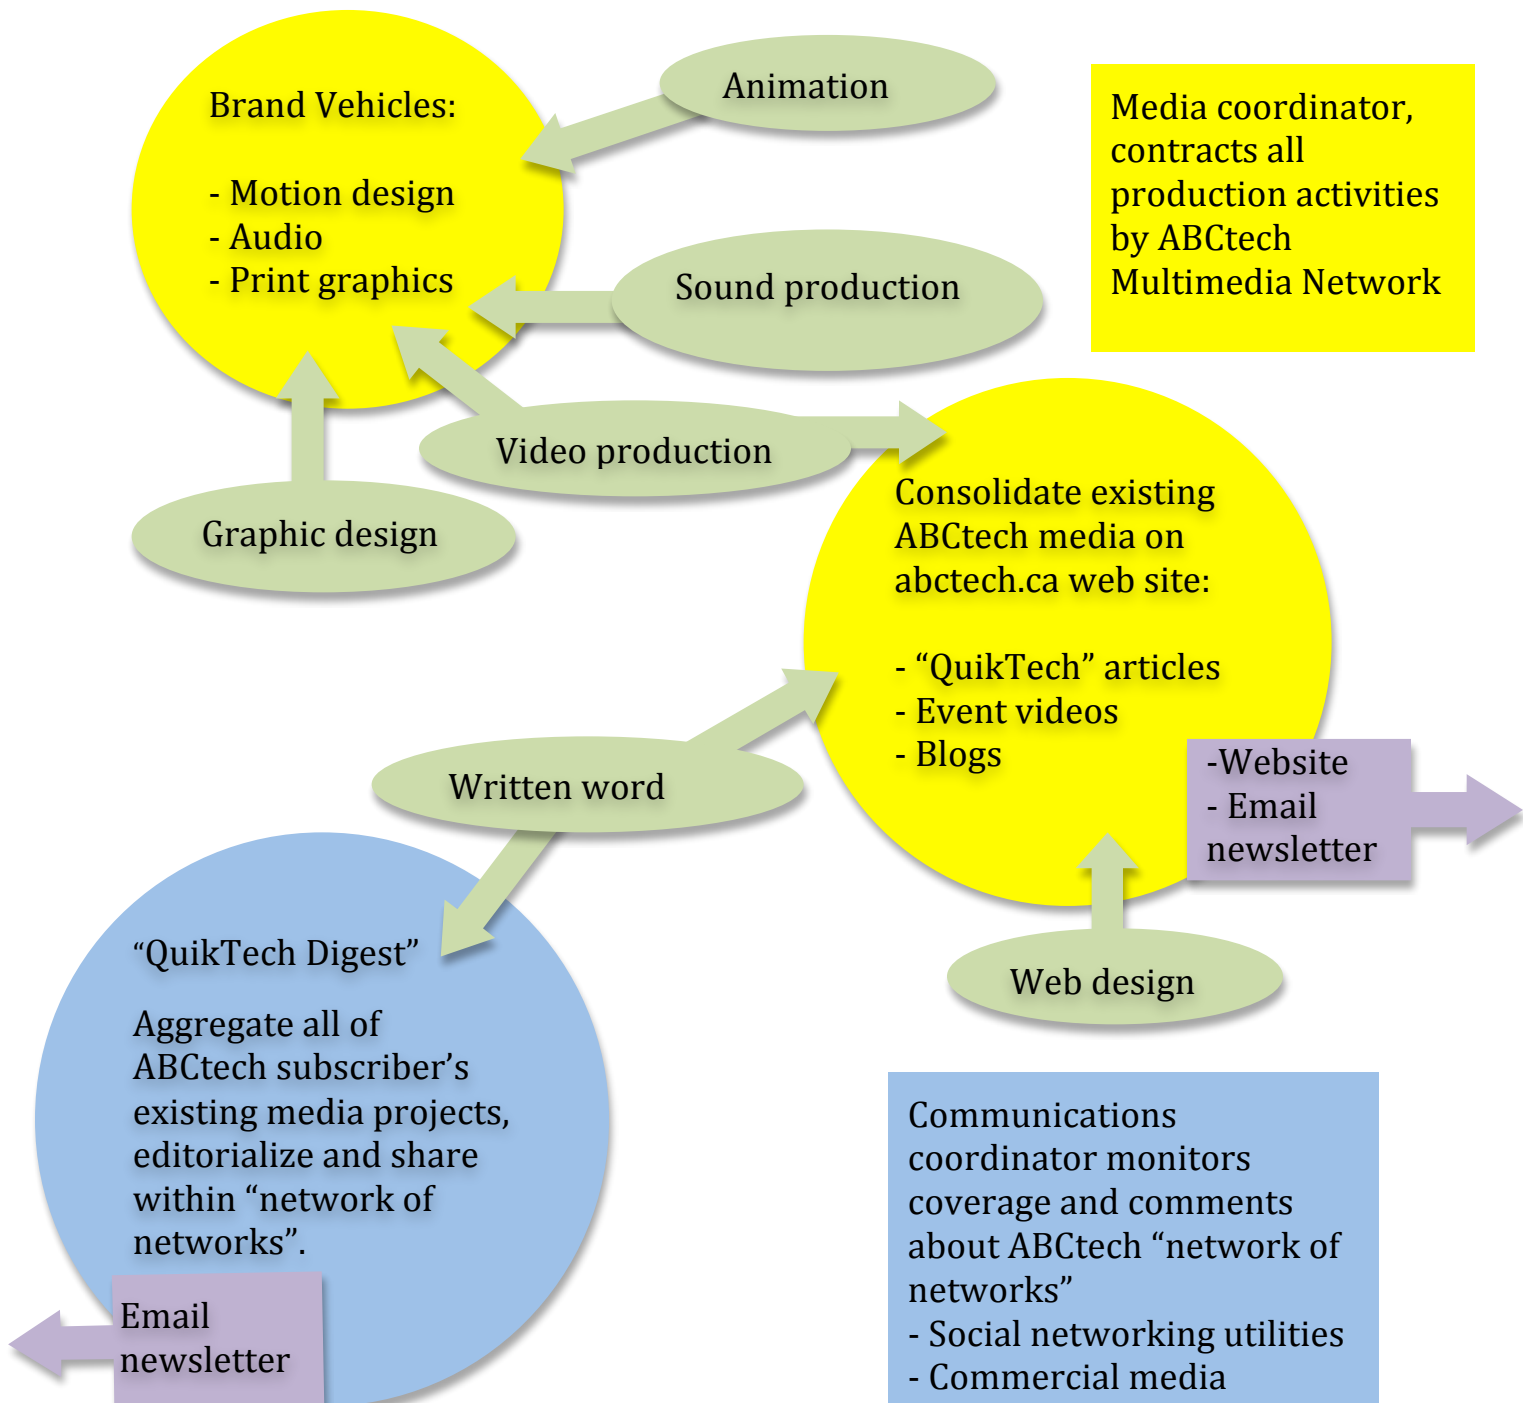 Animation
Brand Vehicles:
- Motion design
- Audio
- Print graphics
Media coordinator,
contracts all
production activities
by ABCtech
Multimedia Network
Sound production
Video production
Graphic design
Consolidate existing
ABCtech media on
abctech.ca web site:
- “QuikTech” articles
- Event videos
- Blogs
-Website
- Email
newsletter
Written word
Web design
“QuikTech Digest”
Aggregate all of
ABCtech subscriber’s
existing media projects,
editorialize and share
within “network of
networks”.
Email
newsletter
Communications
coordinator monitors
coverage and comments
about ABCtech “network of
networks”
- Social networking utilities
- Commercial media